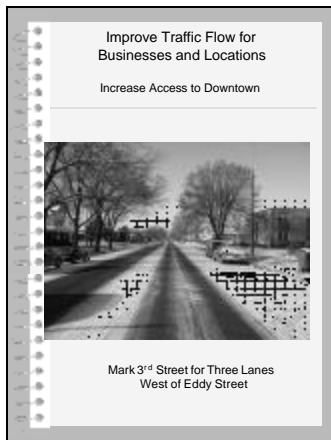 Improve Traffic Flow for
Businesses and Locations
Increase Access to Downtown
Mark 3rd Street for Three Lanes
West of Eddy Street